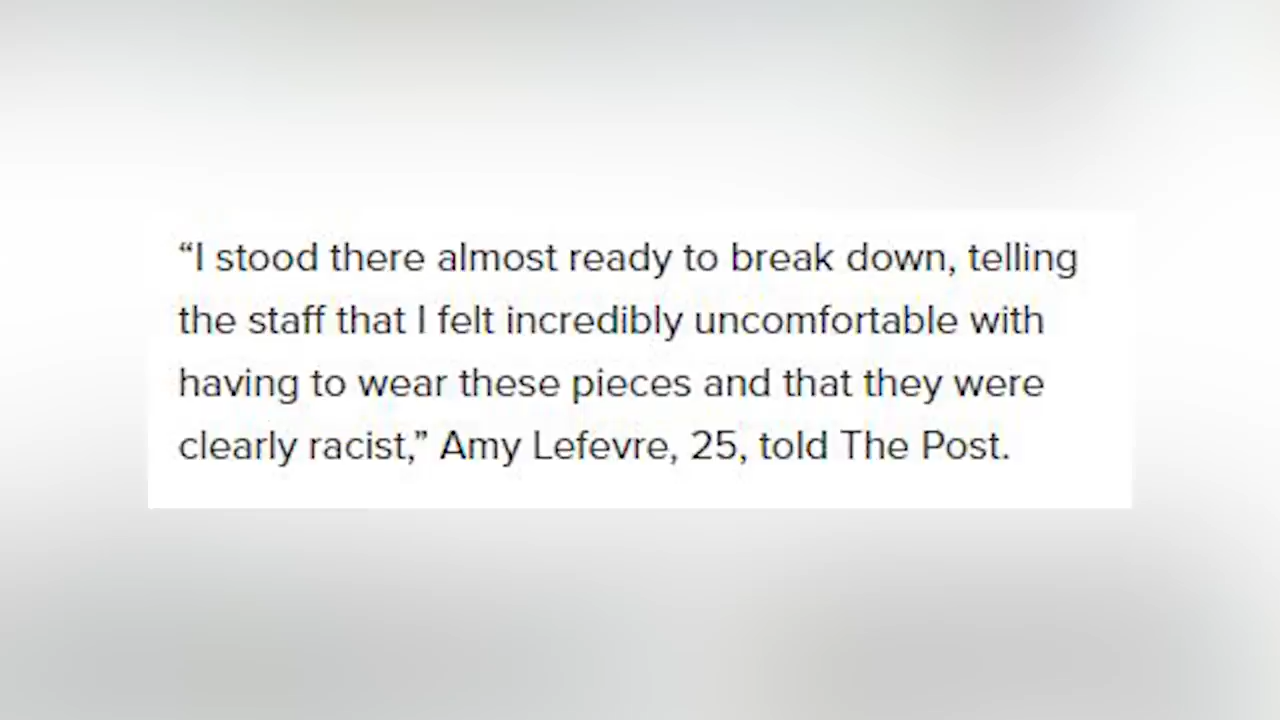 “I stood there almost ready to break down, telling
the staff that I felt incredibly uncomfortable with
having to wear these pieces and that they were
clearly racist,” Amy Lefevre, 25, told The Post.